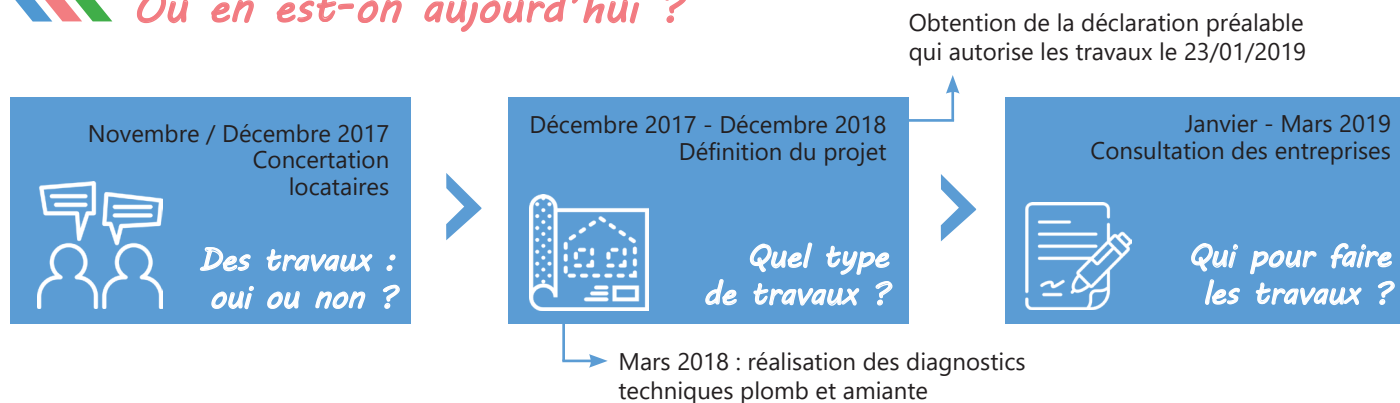 Où en est-on aujourd'hui ?
Obtention de la déclaration préalable
qui autorise les travaux le 23/01/2019
Novembre / Décembre 2017
Concertation
locataires
Des travaux :
oui ou non ?
Décembre 2017 - Décembre 2018
Définition du projet
Quel type
de travaux ?
Janvier - Mars 2019
Consultation des entreprises
Qui pour faire
les travaux ?
Mars 2018 : réalisation des diagnostics
techniques plomb et amiante